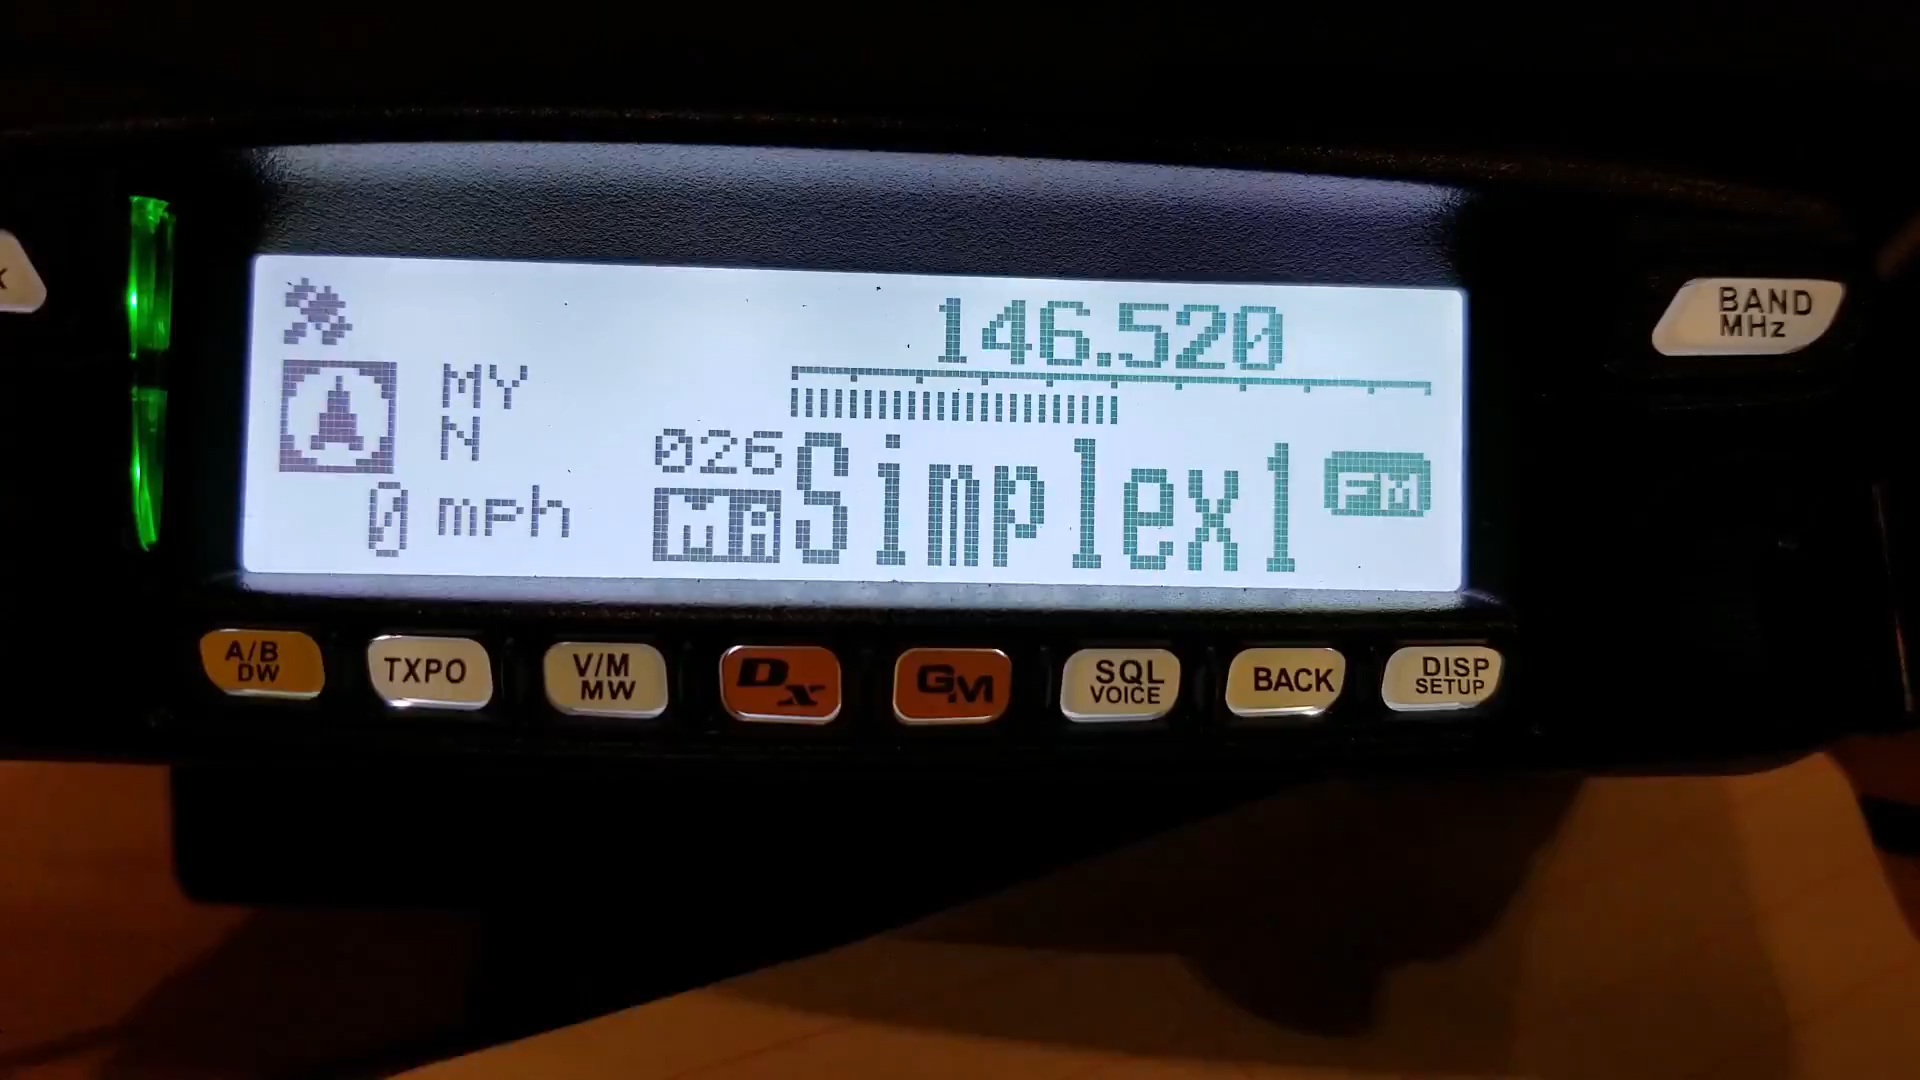 146.520
MY
N
0 mph
026
MA
Simplex1
FM
BAND
MHz
A/B
DW
TXPO
V/M
MW
DX
GM
SQL
VOICE
BACK
DISP
SETUP